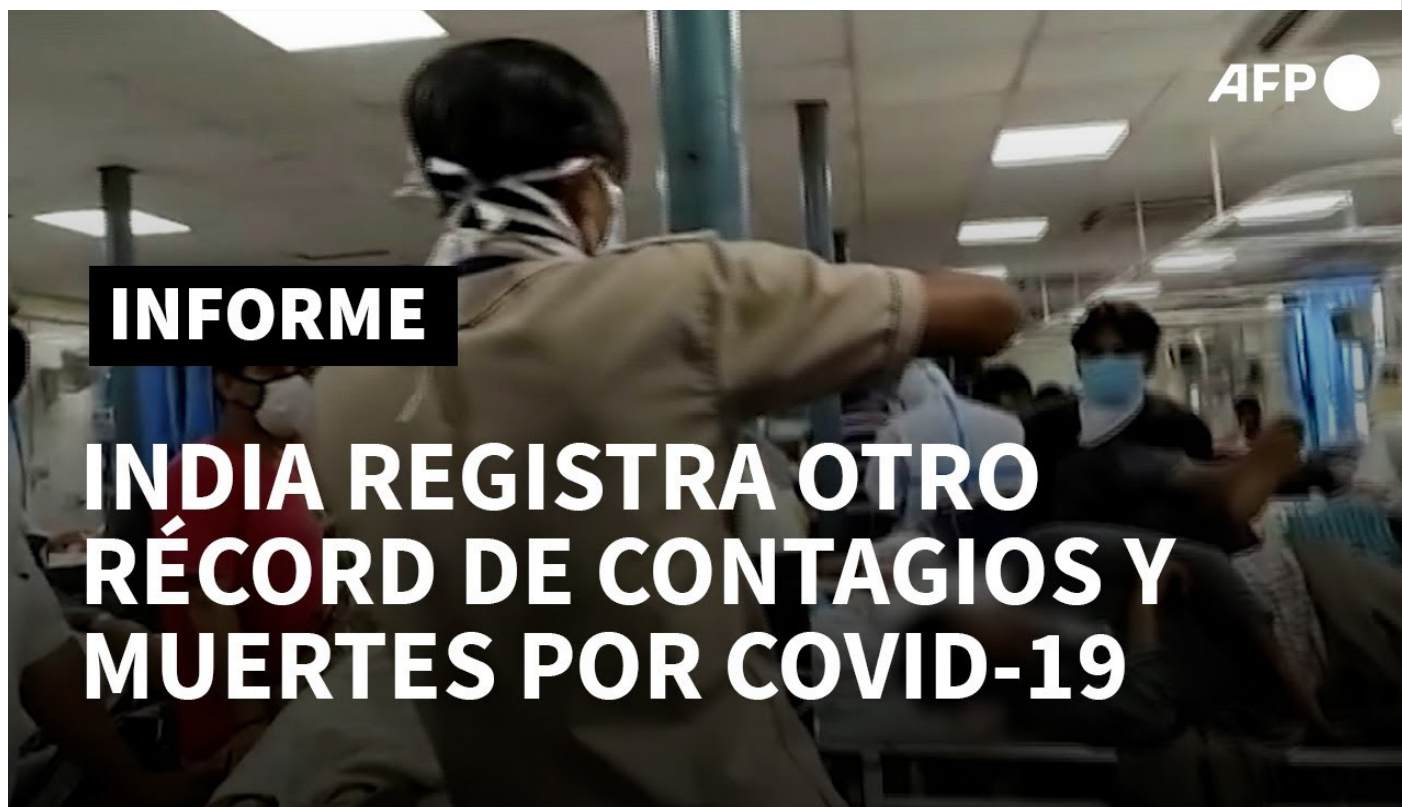 AFP
INFORME
INDIA REGISTRA OTRO
RÉCORD DE CONTAGIOS Y
MUERTES POR COVID-19